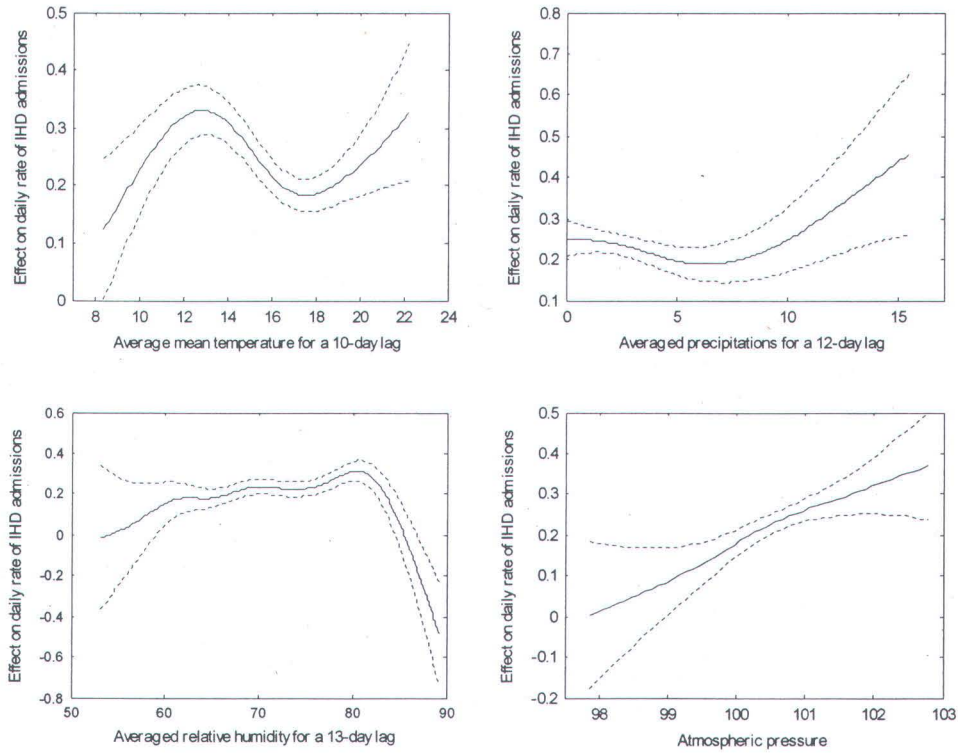 0.5
0.4
0.3
0.2
0.1
0
Effect on daily rate of IHD admissions
8 10 12 14 16 18 20 22 24
Average mean temperature for a 10-day lag
0.8
0.7
0.6
0.5
0.4
0.3
0.2
0.1
Effect on daily rate of IHD admissions
0 5 10 15
Averaged precipitations for a 12-day lag
0.6
0.4
0.2
0
-0.2
-0.4
-0.6
-0.8
Effect on daily rate of IHD admissions
50 60 70 80 90
Averaged relative humidity for a 13-day lag
0.5
0.4
0.3
0.2
0.1
0
-0.1
-0.2
Effect on daily rate of IHD admissions
98 99 100 101 102 103
Atmospheric pressure